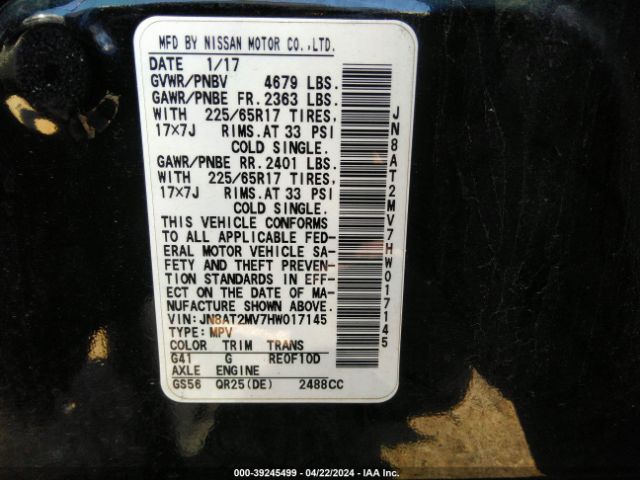 MFD BY NISSAN MOTOR CO.,LTD.
DATE 1/17
GVWR/PNBV 4679 LBS.
GAWR/PNBE FR. 2363 LBS.
WITH 225/65R17 TIRES,
17×7J RIMS.AT 33 PSI
COLD SINGLE.
GAWR/PNBE RR. 2401 LBS.
WITH 225/65R17 TIRES,
17×7J RIMS.AT 33 PSI
COLD SINGLE.
THIS VEHICLE CONFORMS
TO ALL APPLICABLE FED-
ERAL MOTOR VEHICLE SA-
FETY AND THEFT PREVEN-
TION STANDARDS IN EFF-
ECT ON THE DATE OF MA-
NUFACTURE SHOWN ABOVE.
VIN:JN8AT2MV7HW017145
TYPE:MPV
COLOR TRIM TRANS
G41 G RE0F10D
AXLE ENGINE
GS56 QR25(DE) 2488CC
JN8AT2MV7HW017145
000-39245499 - 04/22/2024 - IAA Inc.